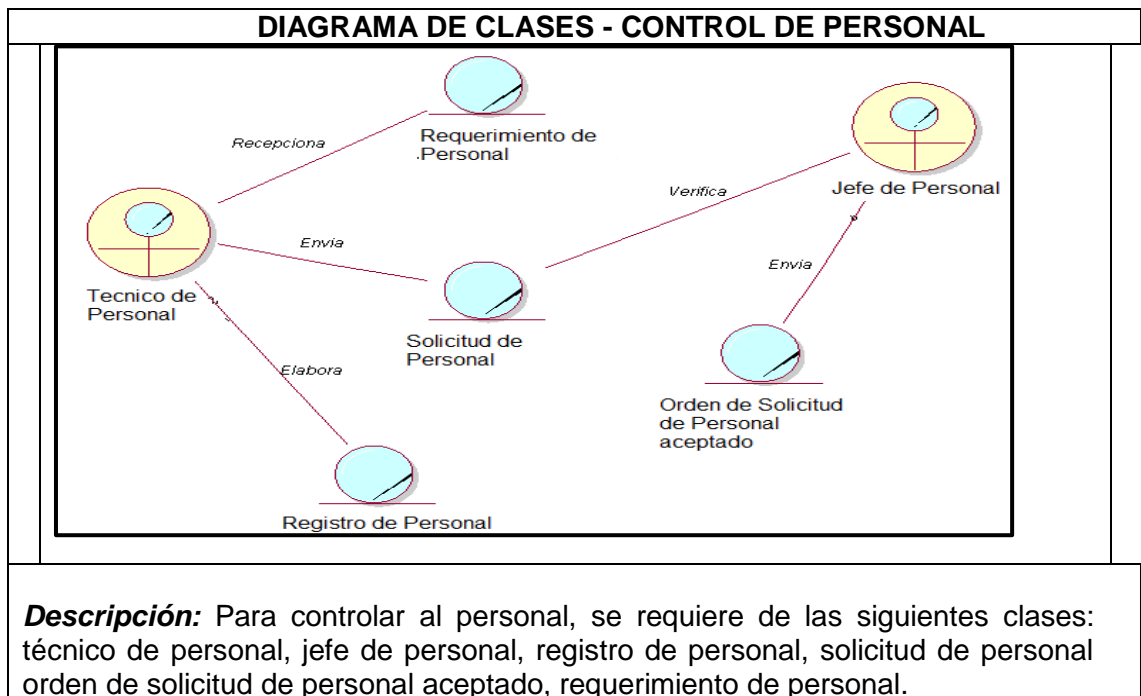 DIAGRAMA DE CLASES - CONTROL DE PERSONAL
Recepciona
Requerimiento de
Personal
Jefe de Personal
Verifica
Envia
Envia
Tecnico de
Personal
Solicitud de
Personal
Elabora
Orden de Solicitud
de Personal
aceptado
Registro de Personal
Descripción: Para controlar al personal, se requiere de las siguientes clases:
técnico de personal, jefe de personal, registro de personal, solicitud de personal
orden de solicitud de personal aceptado, requerimiento de personal.